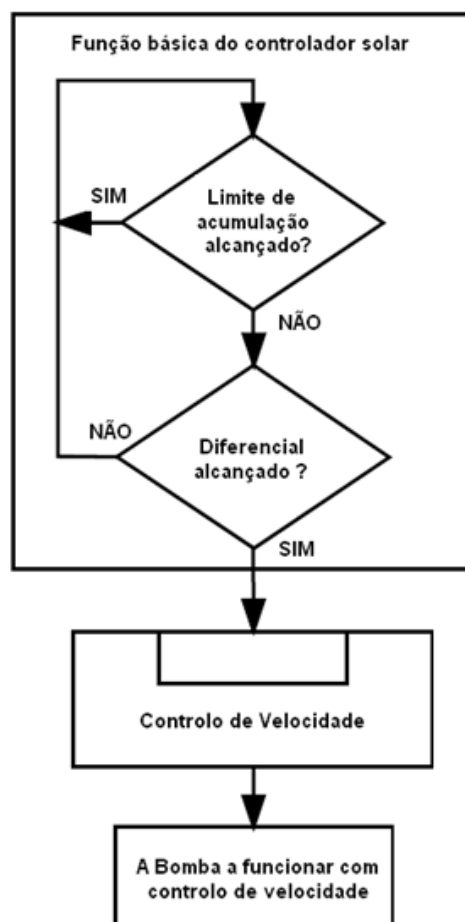 Função básica do controlador solar
SIM
Limite de
acumulação
alcançado?
NÃO
NÃO
Diferencial
alcançado ?
SIM
Controlo de Velocidade
A Bomba a funcionar com
controlo de velocidade